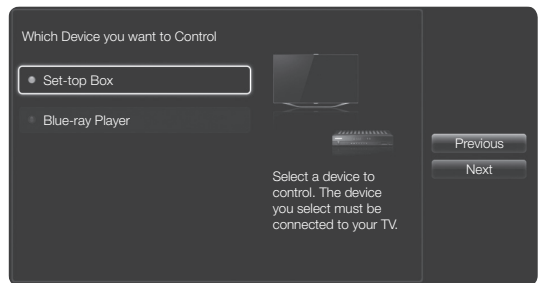 Which Device you want to Control
Set-top Box
Blue-ray Player
Select a device to
control. The device
you select must be
connected to your TV.
Previous
Next